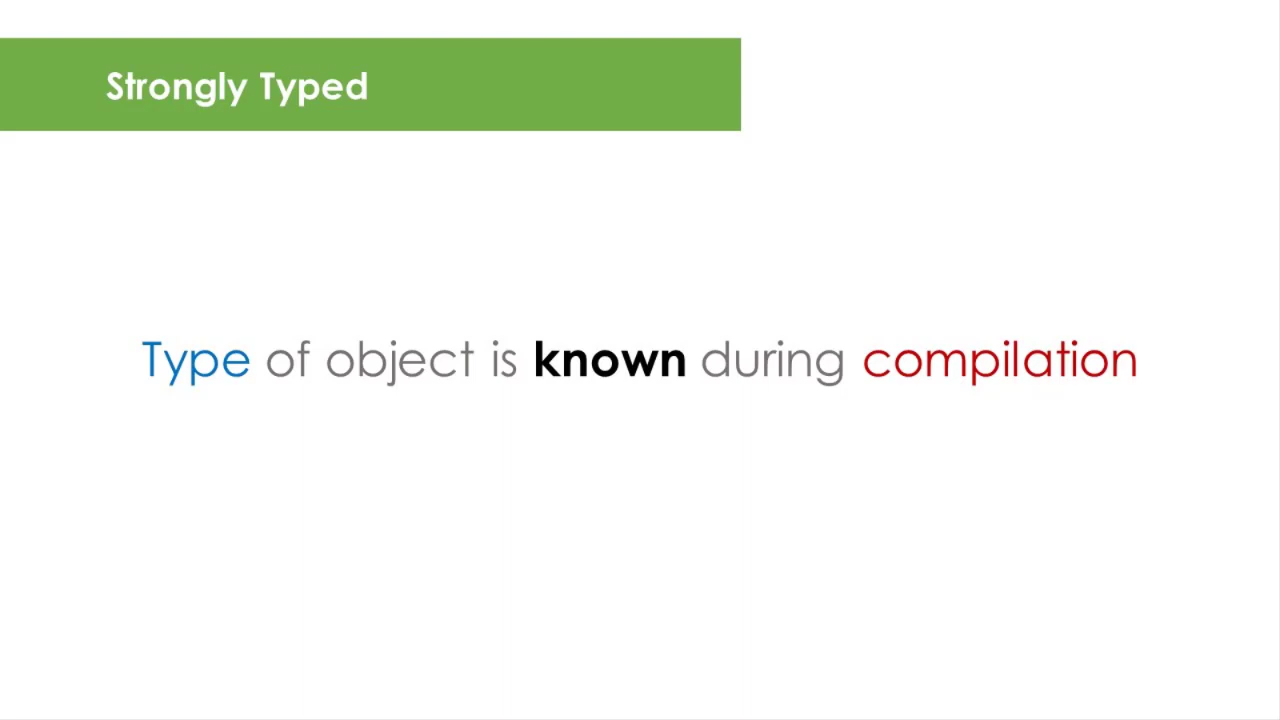 Strongly Typed
Type of object is known during compilation